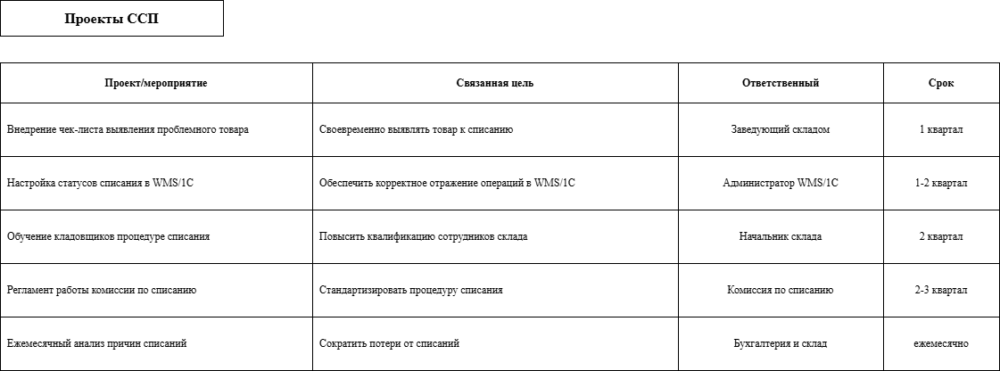 Проекты ССП
Проект/мероприятие Связанная цель Ответственный Срок
Внедрение чек-листа выявления проблемного товара Своевременно выявлять товар к списанию Заведующий складом 1 квартал
Настройка статусов списания в WMS/1С Обеспечить корректное отражение операций в WMS/1С Администратор WMS/1С 1-2 квартал
Обучение кладовщиков процедуре списания Повысить квалификацию сотрудников склада Начальник склада 2 квартал
Регламент работы комиссии по списанию Стандартизировать процедуру списания Комиссия по списанию 2-3 квартал
Ежемесячный анализ причин списаний Сократить потери от списаний Бухгалтерия и склад ежемесячно